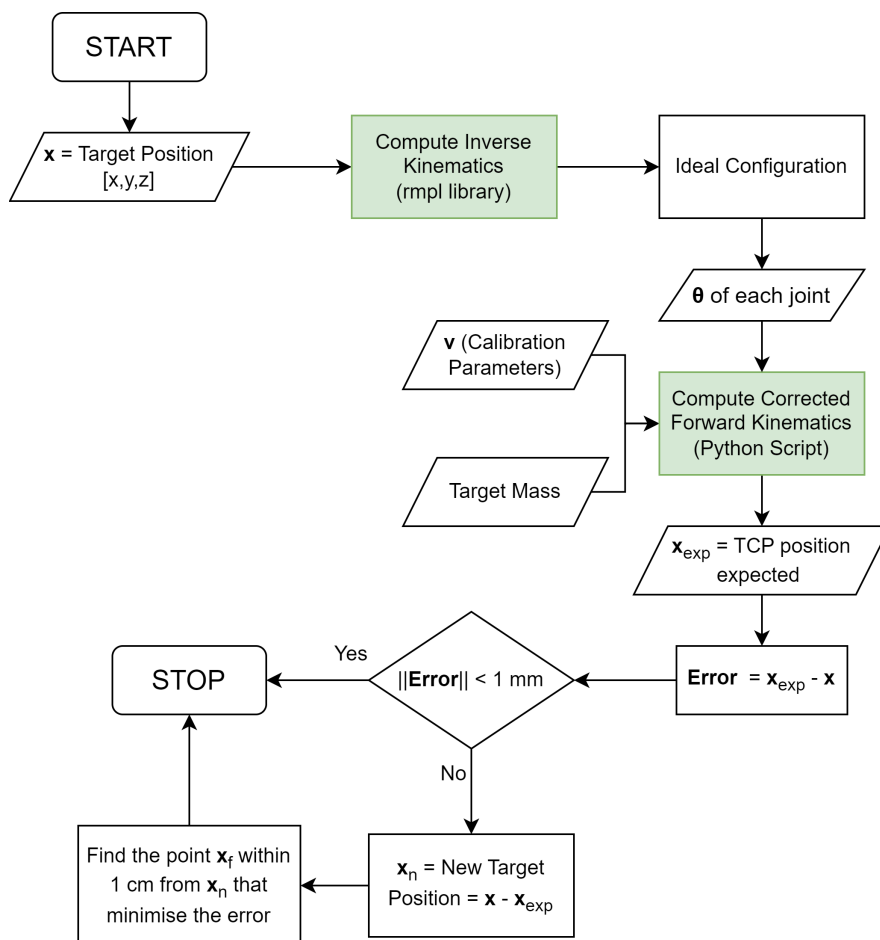 START
x = Target Position
[x,y,z]
Compute Inverse
Kinematics
(rmpl library)
Ideal Configuration
θ of each joint
v (Calibration
Parameters)
Compute Corrected
Forward Kinematics
(Python Script)
Target Mass
xexp = TCP position
expected
Error = xexp - x
||Error|| < 1 mm
Yes
STOP
No
xn = New Target
Position = x - xexp
Find the point xf within
1 cm from xn that
minimise the error